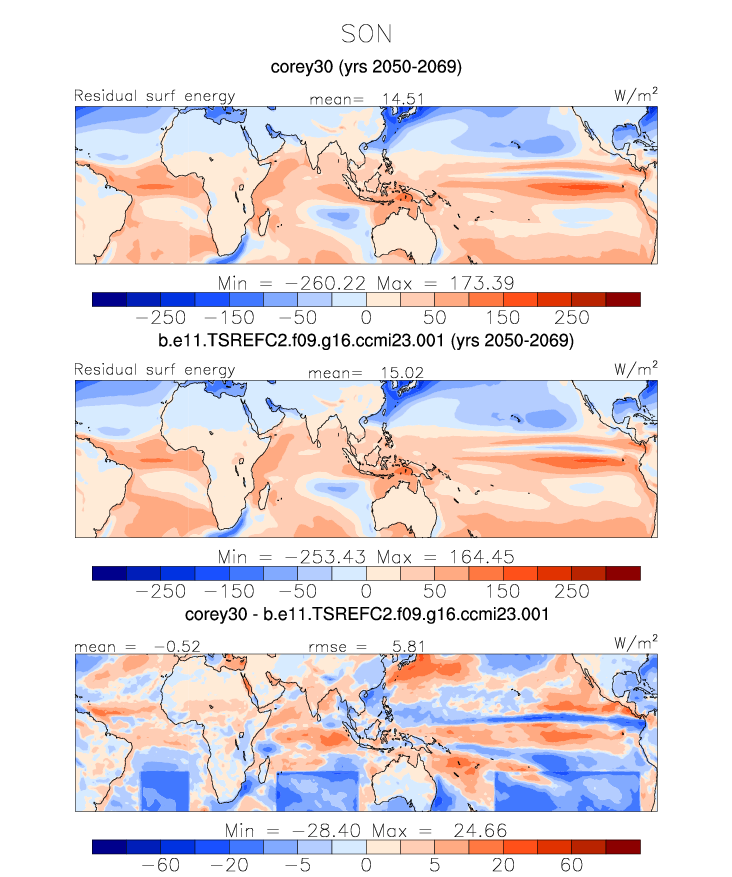 SON
corey30 (yrs 2050-2069)
Residual surf energy mean= 14.51 W/m²
Min = −260.22 Max = 173.39
−250 −150 −50 0 50 150 250
b.e11.TSREFC2.f09.g16.ccmi23.001 (yrs 2050-2069)
Residual surf energy mean= 15.02 W/m²
Min = −253.43 Max = 164.45
−250 −150 −50 0 50 150 250
corey30 - b.e11.TSREFC2.f09.g16.ccmi23.001
mean = −0.52 rmse = 5.81 W/m²
Min = −28.40 Max = 24.66
−60 −20 −5 0 5 20 60